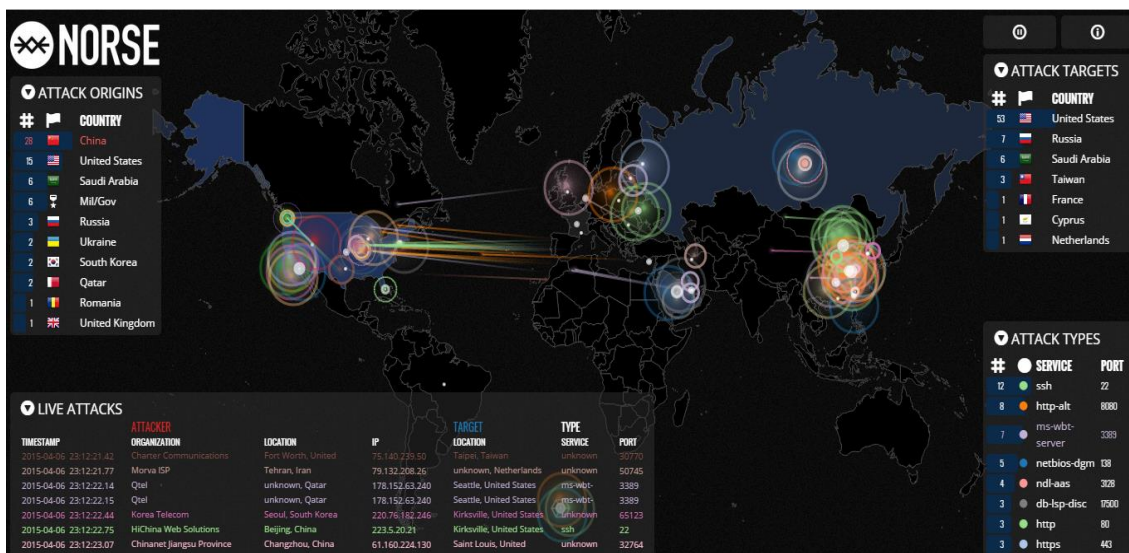 NORSE
ATTACK ORIGINS
# COUNTRY
28 China
15 United States
6 Saudi Arabia
6 Mil/Gov
3 Russia
2 Ukraine
2 South Korea
2 Qatar
1 Romania
1 United Kingdom
ATTACK TARGETS
# COUNTRY
53 United States
7 Russia
6 Saudi Arabia
3 Taiwan
1 France
1 Cyprus
1 Netherlands
LIVE ATTACKS
ATTACKER TARGET TYPE
TIMESTAMP ORGANIZATION LOCATION IP LOCATION SERVICE PORT
2015-04-06 23:12:21.42 Charter Communications Fort Worth, United 75.140.239.50 Taipei, Taiwan unknown 30770
2015-04-06 23:12:21.77 Morva ISP Tehran, Iran 79.132.208.26 unknown, Netherlands unknown 50745
2015-04-06 23:12:22.14 Qtel unknown, Qatar 178.152.63.240 Seattle, United States ms-wbt- 3389
2015-04-06 23:12:22.15 Qtel unknown, Qatar 178.152.63.240 Seattle, United States ms-wbt- 3389
2015-04-06 23:12:22.44 Korea Telecom Seoul, South Korea 220.76.182.246 Kirksville, United States unknown 65123
2015-04-06 23:12:22.75 HiChina Web Solutions Beijing, China 223.5.20.21 Kirksville, United States ssh 22
2015-04-06 23:12:23.07 Chinanet Jiangsu Province Changzhou, China 61.160.224.130 Saint Louis, United unknown 32764
ATTACK TYPES
# SERVICE PORT
12 ssh 22
8 http-alt 8080
7 ms-wbt-server 3389
5 netbios-dgm 138
4 ndl-aas 3128
3 db-lsp-disc 17500
3 http 80
3 https 443